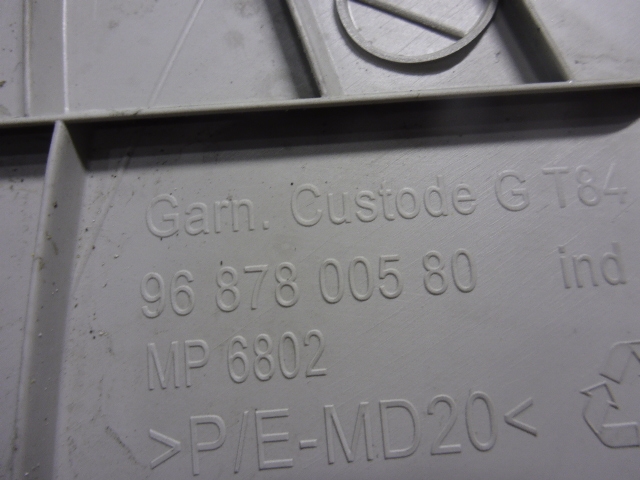 Garn. Custode G T84
96 878 005 80 ind
MP 6802
>P/E-MD20<